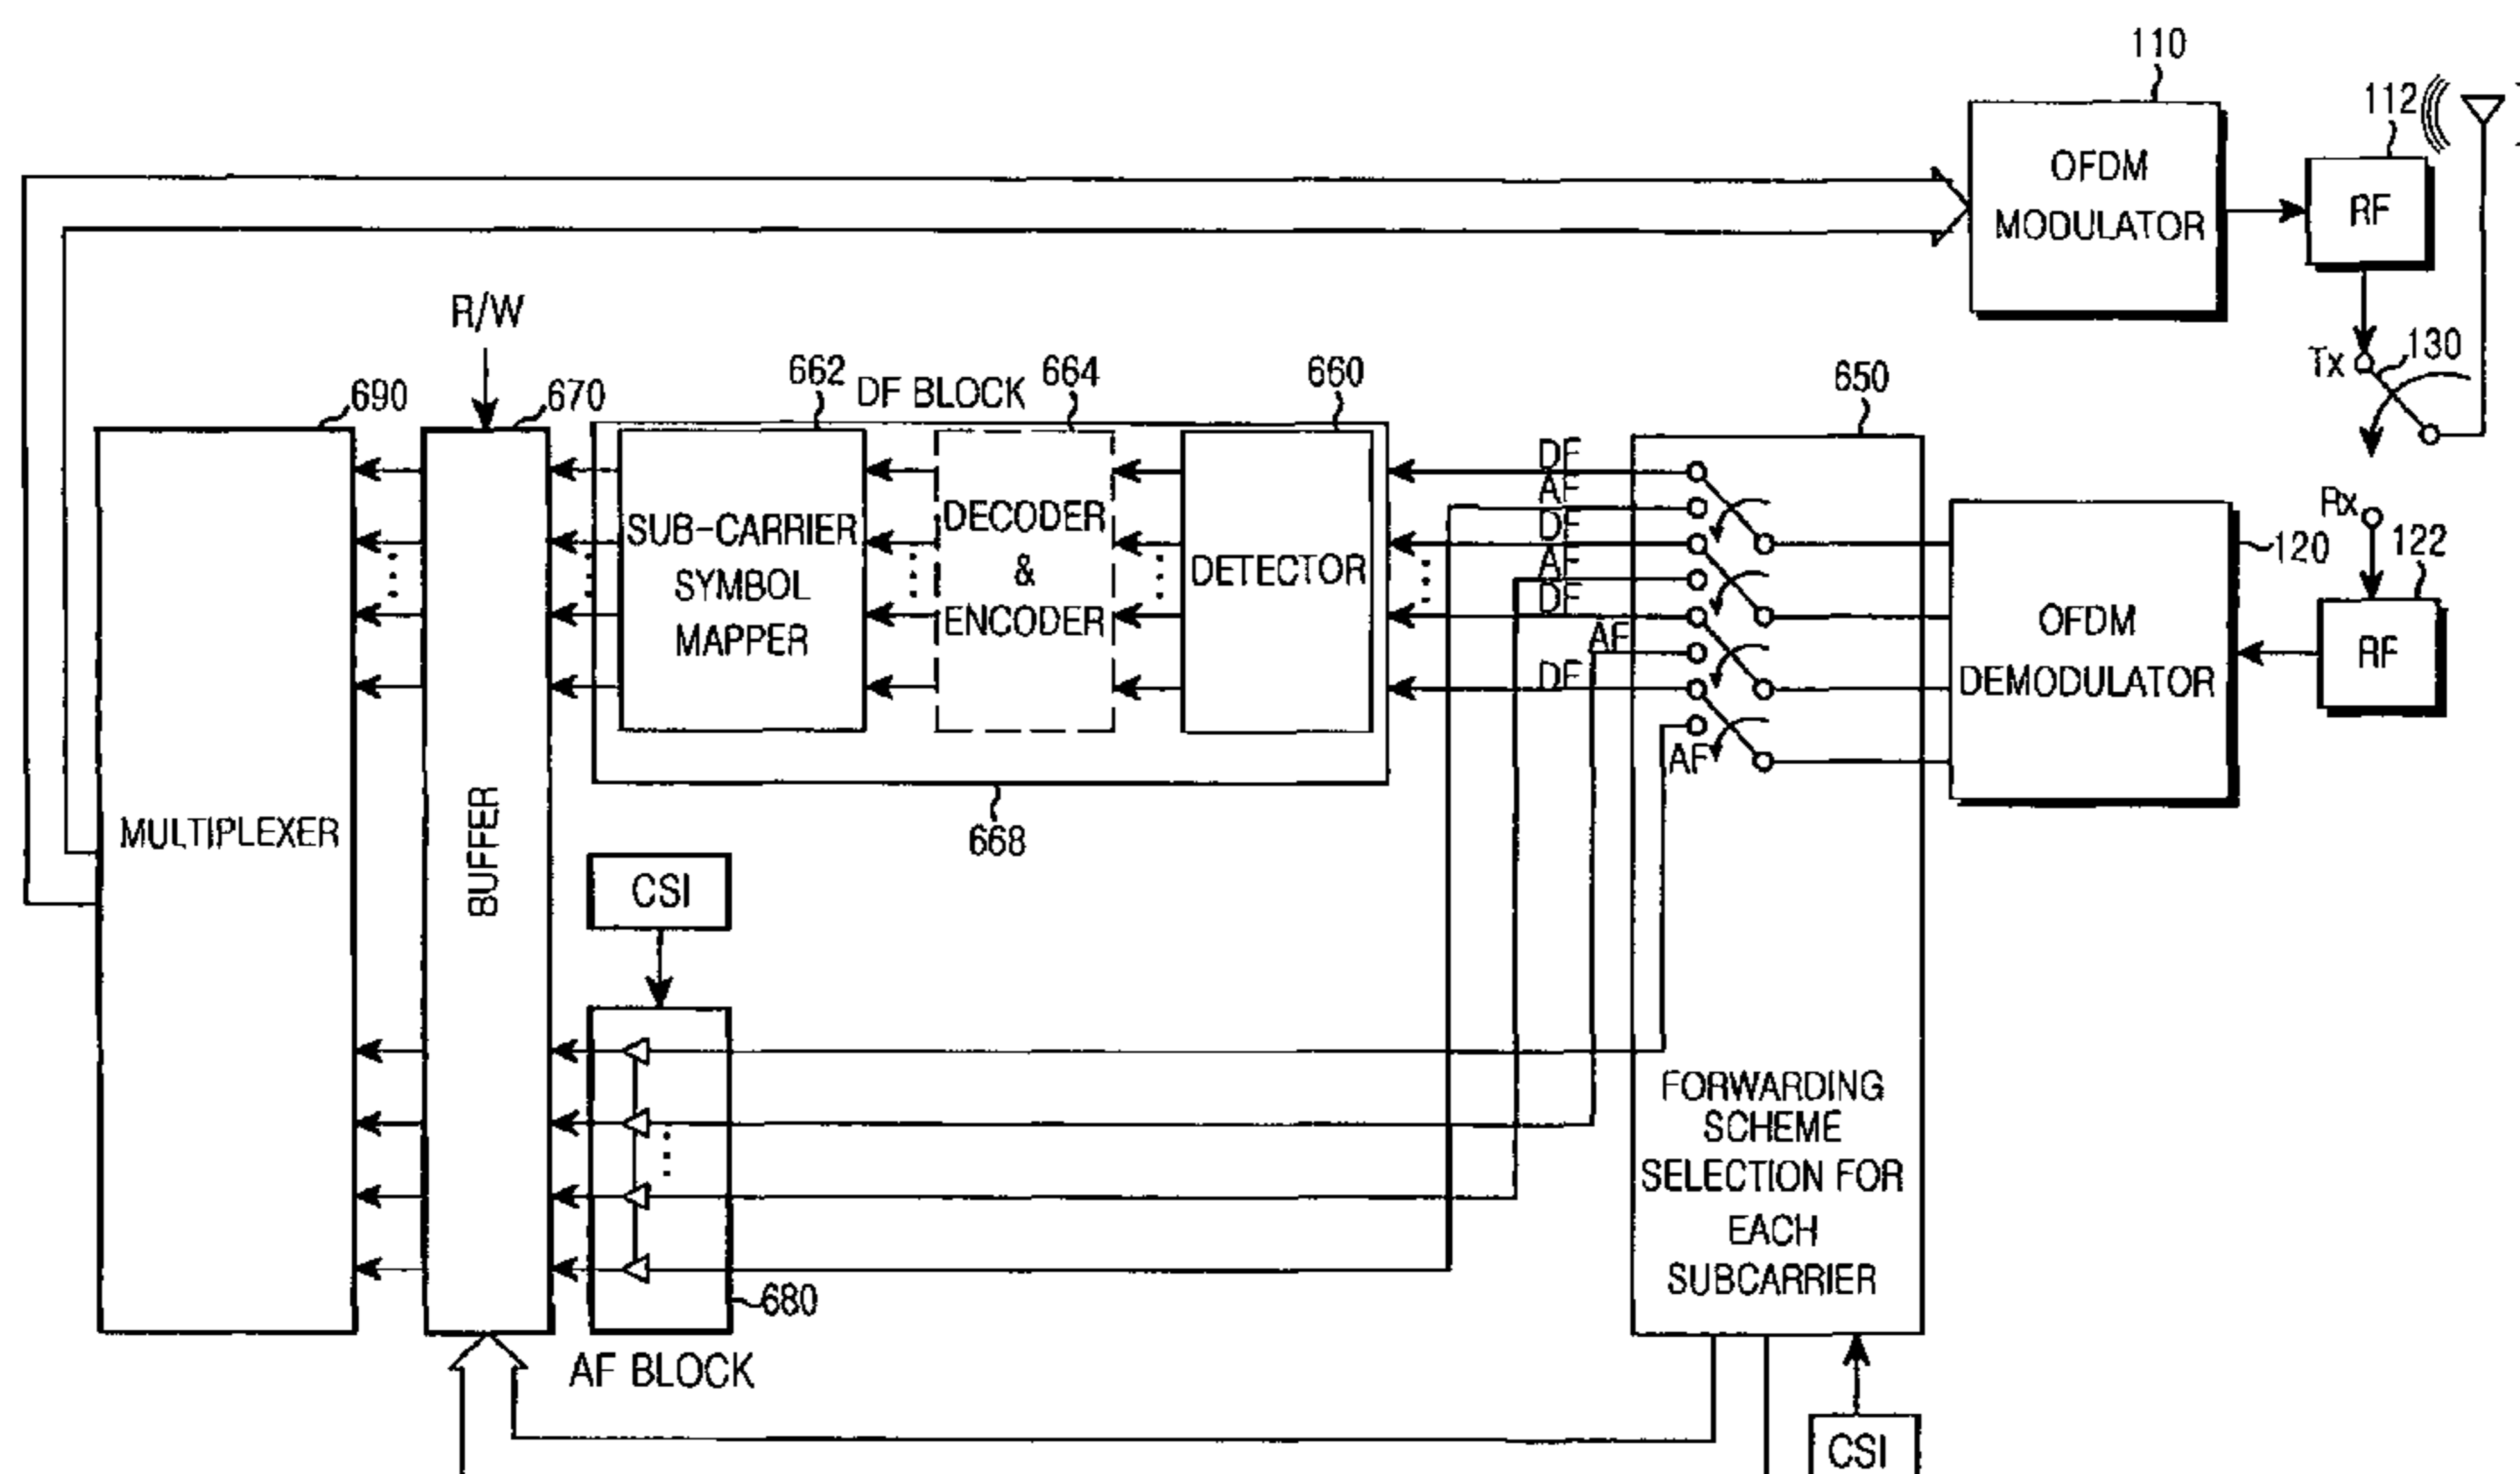 110
112
OFDM
MODULATOR
RF
R/W
Tx
130
690
670
662
DF BLOCK
664
660
650
DF
AF
DF
AF
DF
AF
DF
AF
SUB-CARRIER
SYMBOL
MAPPER
DECODER
&
ENCODER
DETECTOR
Rx
120
122
OFDM
DEMODULATOR
RF
MULTIPLEXER
BUFFER
668
CSI
FORWARDING
SCHEME
SELECTION FOR
EACH
SUBCARRIER
680
AF BLOCK
CSI